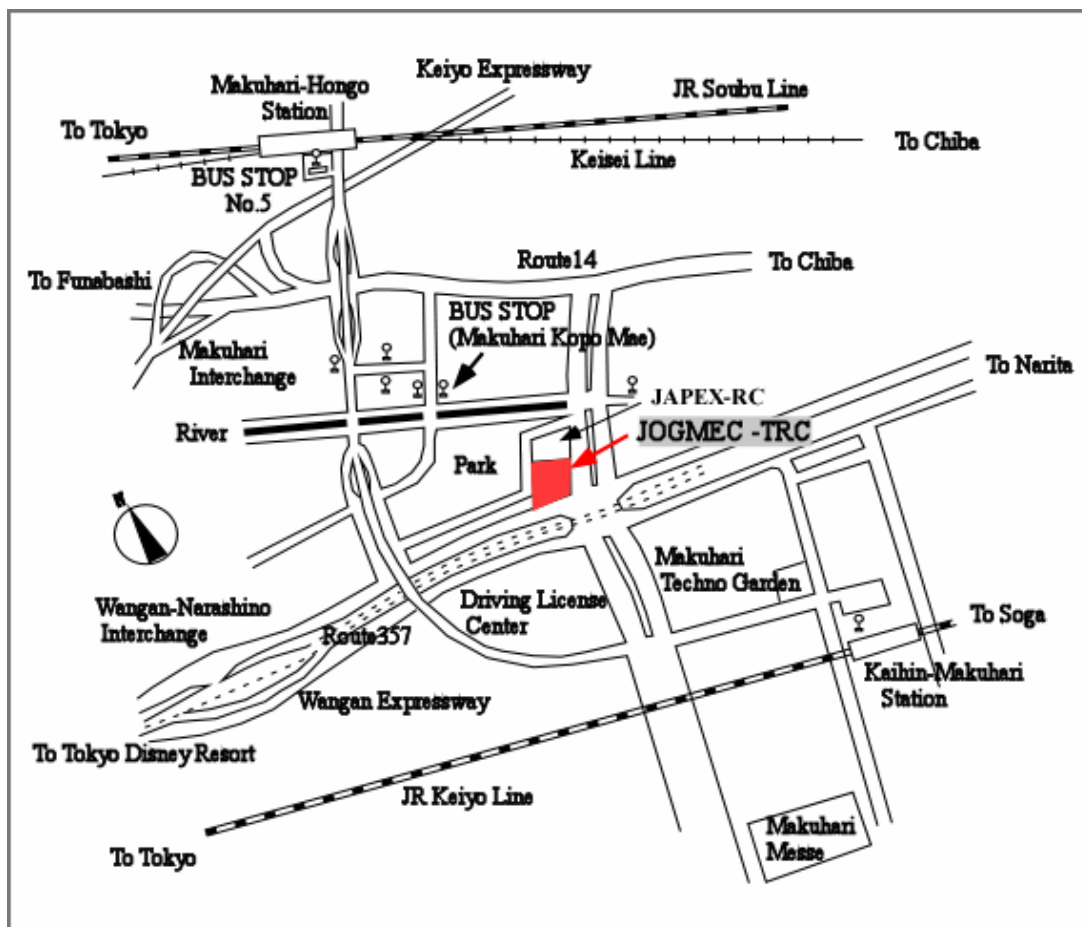 Keiyo Expressway
Makuhari-Hongo
Station
JR Soubu Line
To Tokyo
To Chiba
Keisei Line
BUS STOP
No.5
Route14
To Chiba
To Funabashi
BUS STOP
(Makuhari Kopo Mae)
Makuhari
Interchange
To Narita
JAPEX-RC
River
JOGMEC -TRC
Park
N
Makuhari
Techno Garden
Driving License
Center
Wangan-Narashino
Interchange
To Soga
Route357
Kaihin-Makuhari
Station
Wangan Expressway
To Tokyo Disney Resort
JR Keiyo Line
Makuhari
Messe
To Tokyo